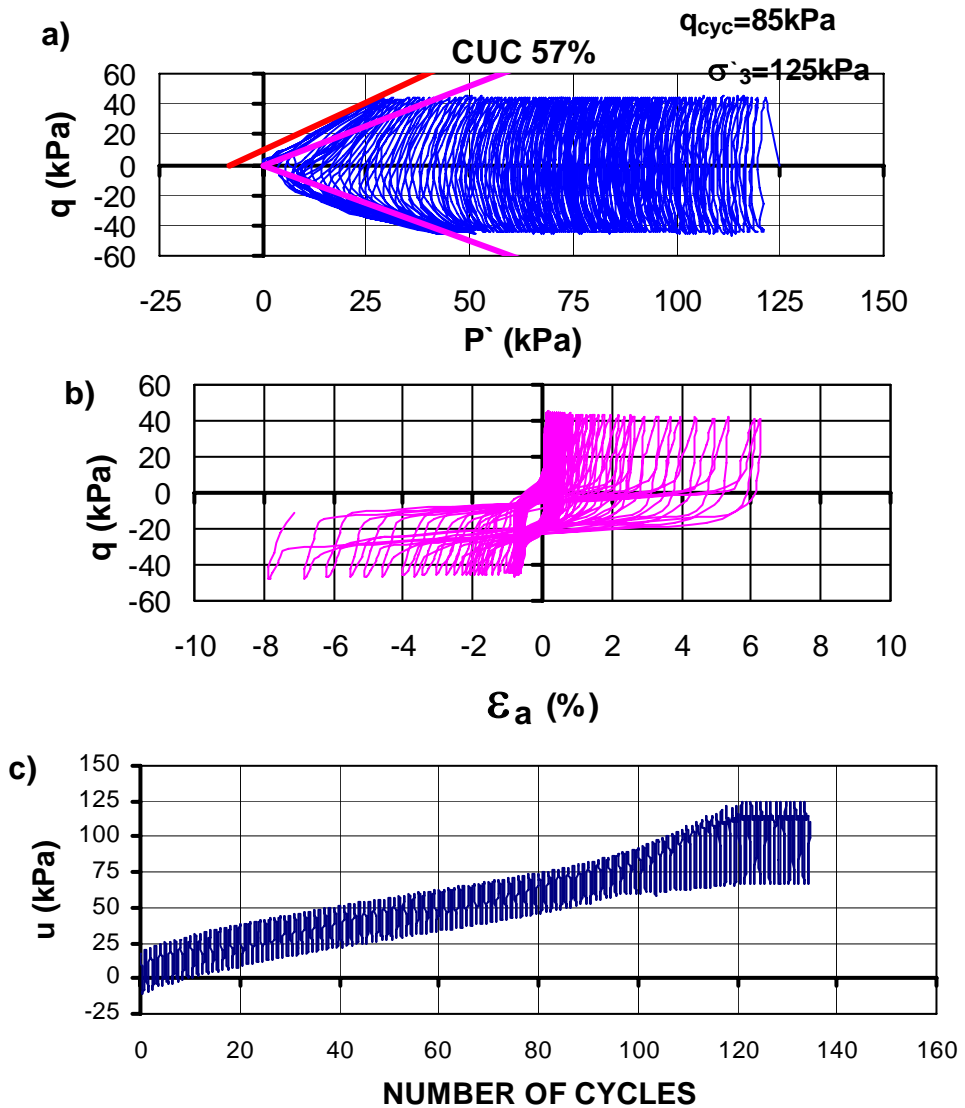 a)
q_cyc=85kPa
CUC 57%
σ`3=125kPa
60
40
20
0
-20
-40
-60
q (kPa)
-25 0 25 50 75 100 125 150
P` (kPa)
b)
60
40
20
0
-20
-40
-60
q (kPa)
-10 -8 -6 -4 -2 0 2 4 6 8 10
εa (%)
c)
150
125
100
75
50
25
0
-25
u (kPa)
0 20 40 60 80 100 120 140 160
NUMBER OF CYCLES